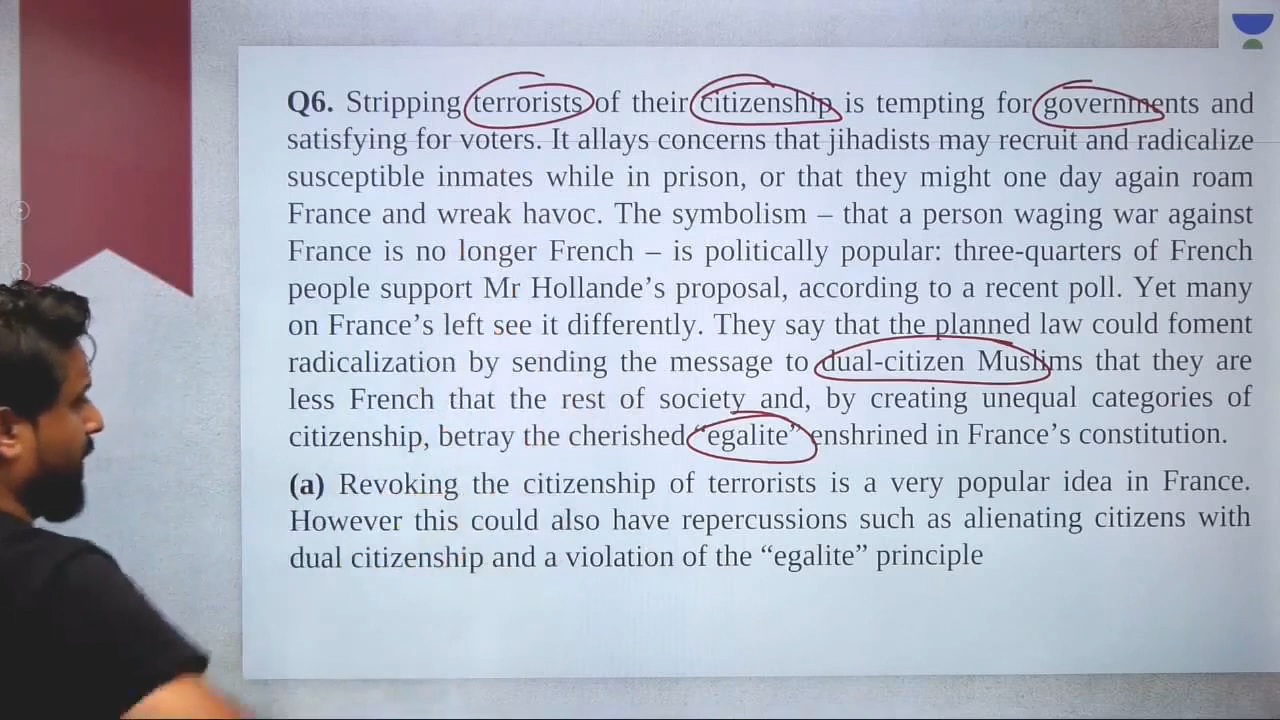 Q6. Stripping terrorists of their citizenship is tempting for governments and
satisfying for voters. It allays concerns that jihadists may recruit and radicalize
susceptible inmates while in prison, or that they might one day again roam
France and wreak havoc. The symbolism – that a person waging war against
France is no longer French – is politically popular: three-quarters of French
people support Mr Hollande’s proposal, according to a recent poll. Yet many
on France’s left see it differently. They say that the planned law could foment
radicalization by sending the message to dual-citizen Muslims that they are
less French that the rest of society and, by creating unequal categories of
citizenship, betray the cherished “egalite” enshrined in France’s constitution.
(a) Revoking the citizenship of terrorists is a very popular idea in France.
However this could also have repercussions such as alienating citizens with
dual citizenship and a violation of the “egalite” principle